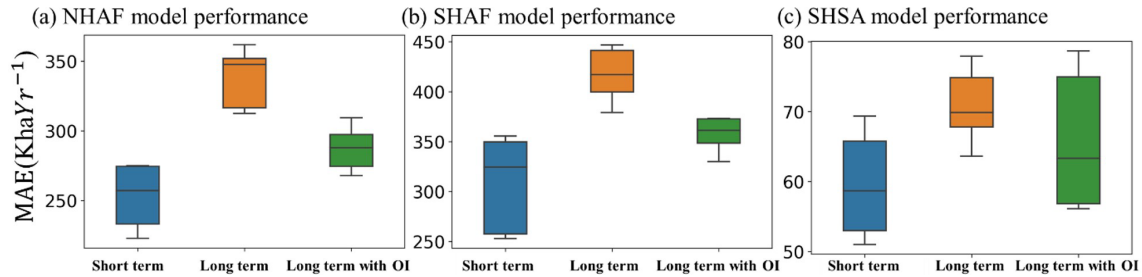 (a) NHAF model performance
(b) SHAF model performance
(c) SHSA model performance
MAE(KhaYr⁻¹)
350
300
250
Short term
Long term
Long term with OI
450
400
350
300
250
Short term
Long term
Long term with OI
80
70
60
50
Short term
Long term
Long term with OI